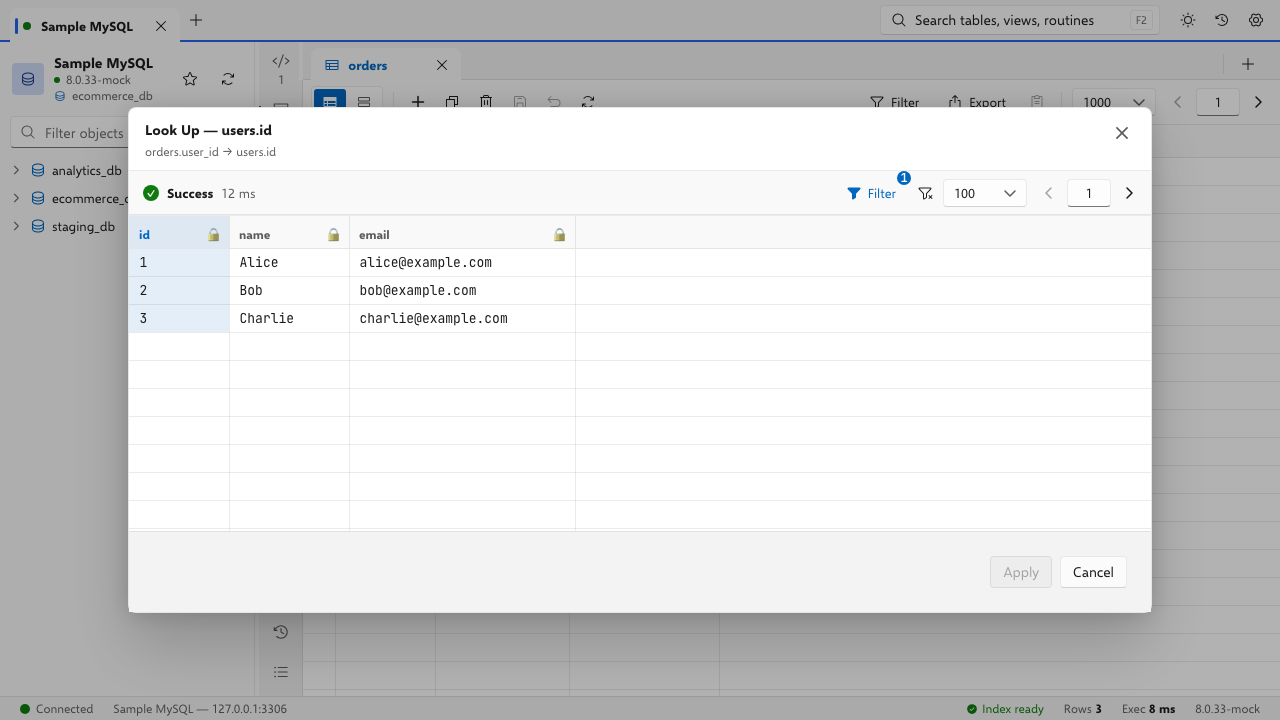 Sample MySQL
Search tables, views, routines
F2
Sample MySQL
8.0.33-mock
ecommerce_db
1
orders
Filter objects
Filter
Export
1000
1
analytics_db
staging_db
Look Up — users.id
orders.user_id → users.id
Success 12 ms
Filter
1
100
1
id name email
1 Alice alice@example.com
2 Bob bob@example.com
3 Charlie charlie@example.com
Apply
Cancel
Connected
Sample MySQL — 127.0.0.1:3306
Index ready
Rows 3
Exec 8 ms
8.0.33-mock